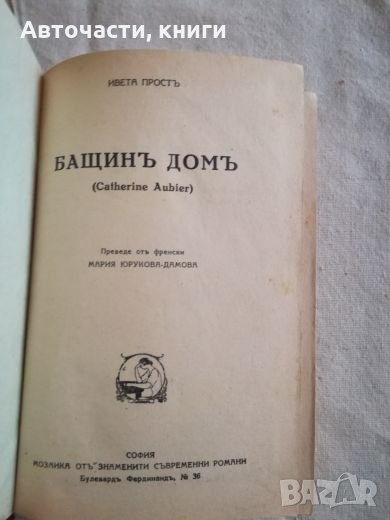 Авточасти, книги
ИВЕТА ПРОСТЪ
БАЩИНЪ ДОМЪ
(Catherine Aubier)
Преведе отъ френски
МАРИЯ ЮРУКОВА-ДАМОВА
СОФИЯ
МОЗАИКА ОТЪ ЗНАМЕНИТИ СЪВРЕМЕННИ РОМАНИ
Булевардъ Фердинандъ, № 36
BAZAR